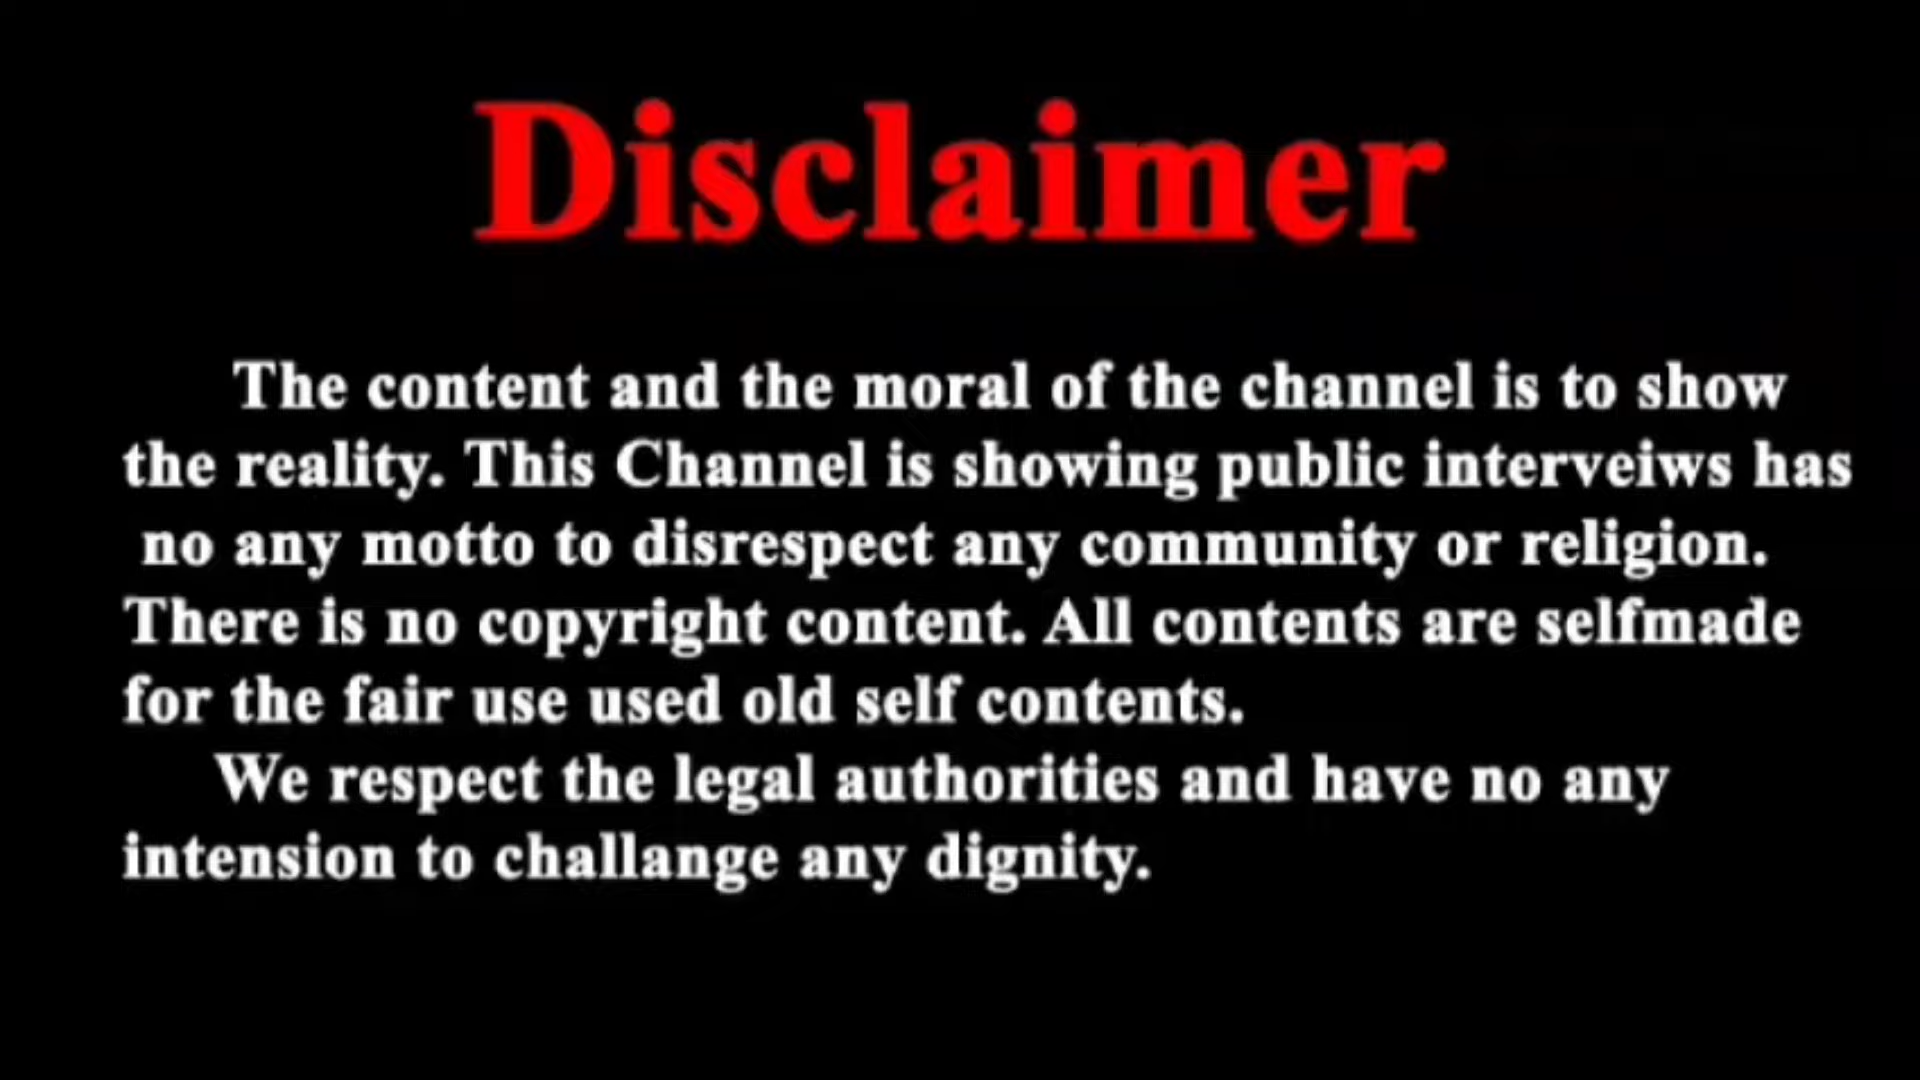 Disclaimer
The content and the moral of the channel is to show
the reality. This Channel is showing public interveiws has
no any motto to disrespect any community or religion.
There is no copyright content. All contents are selfmade
for the fair use used old self contents.
We respect the legal authorities and have no any
intension to challange any dignity.